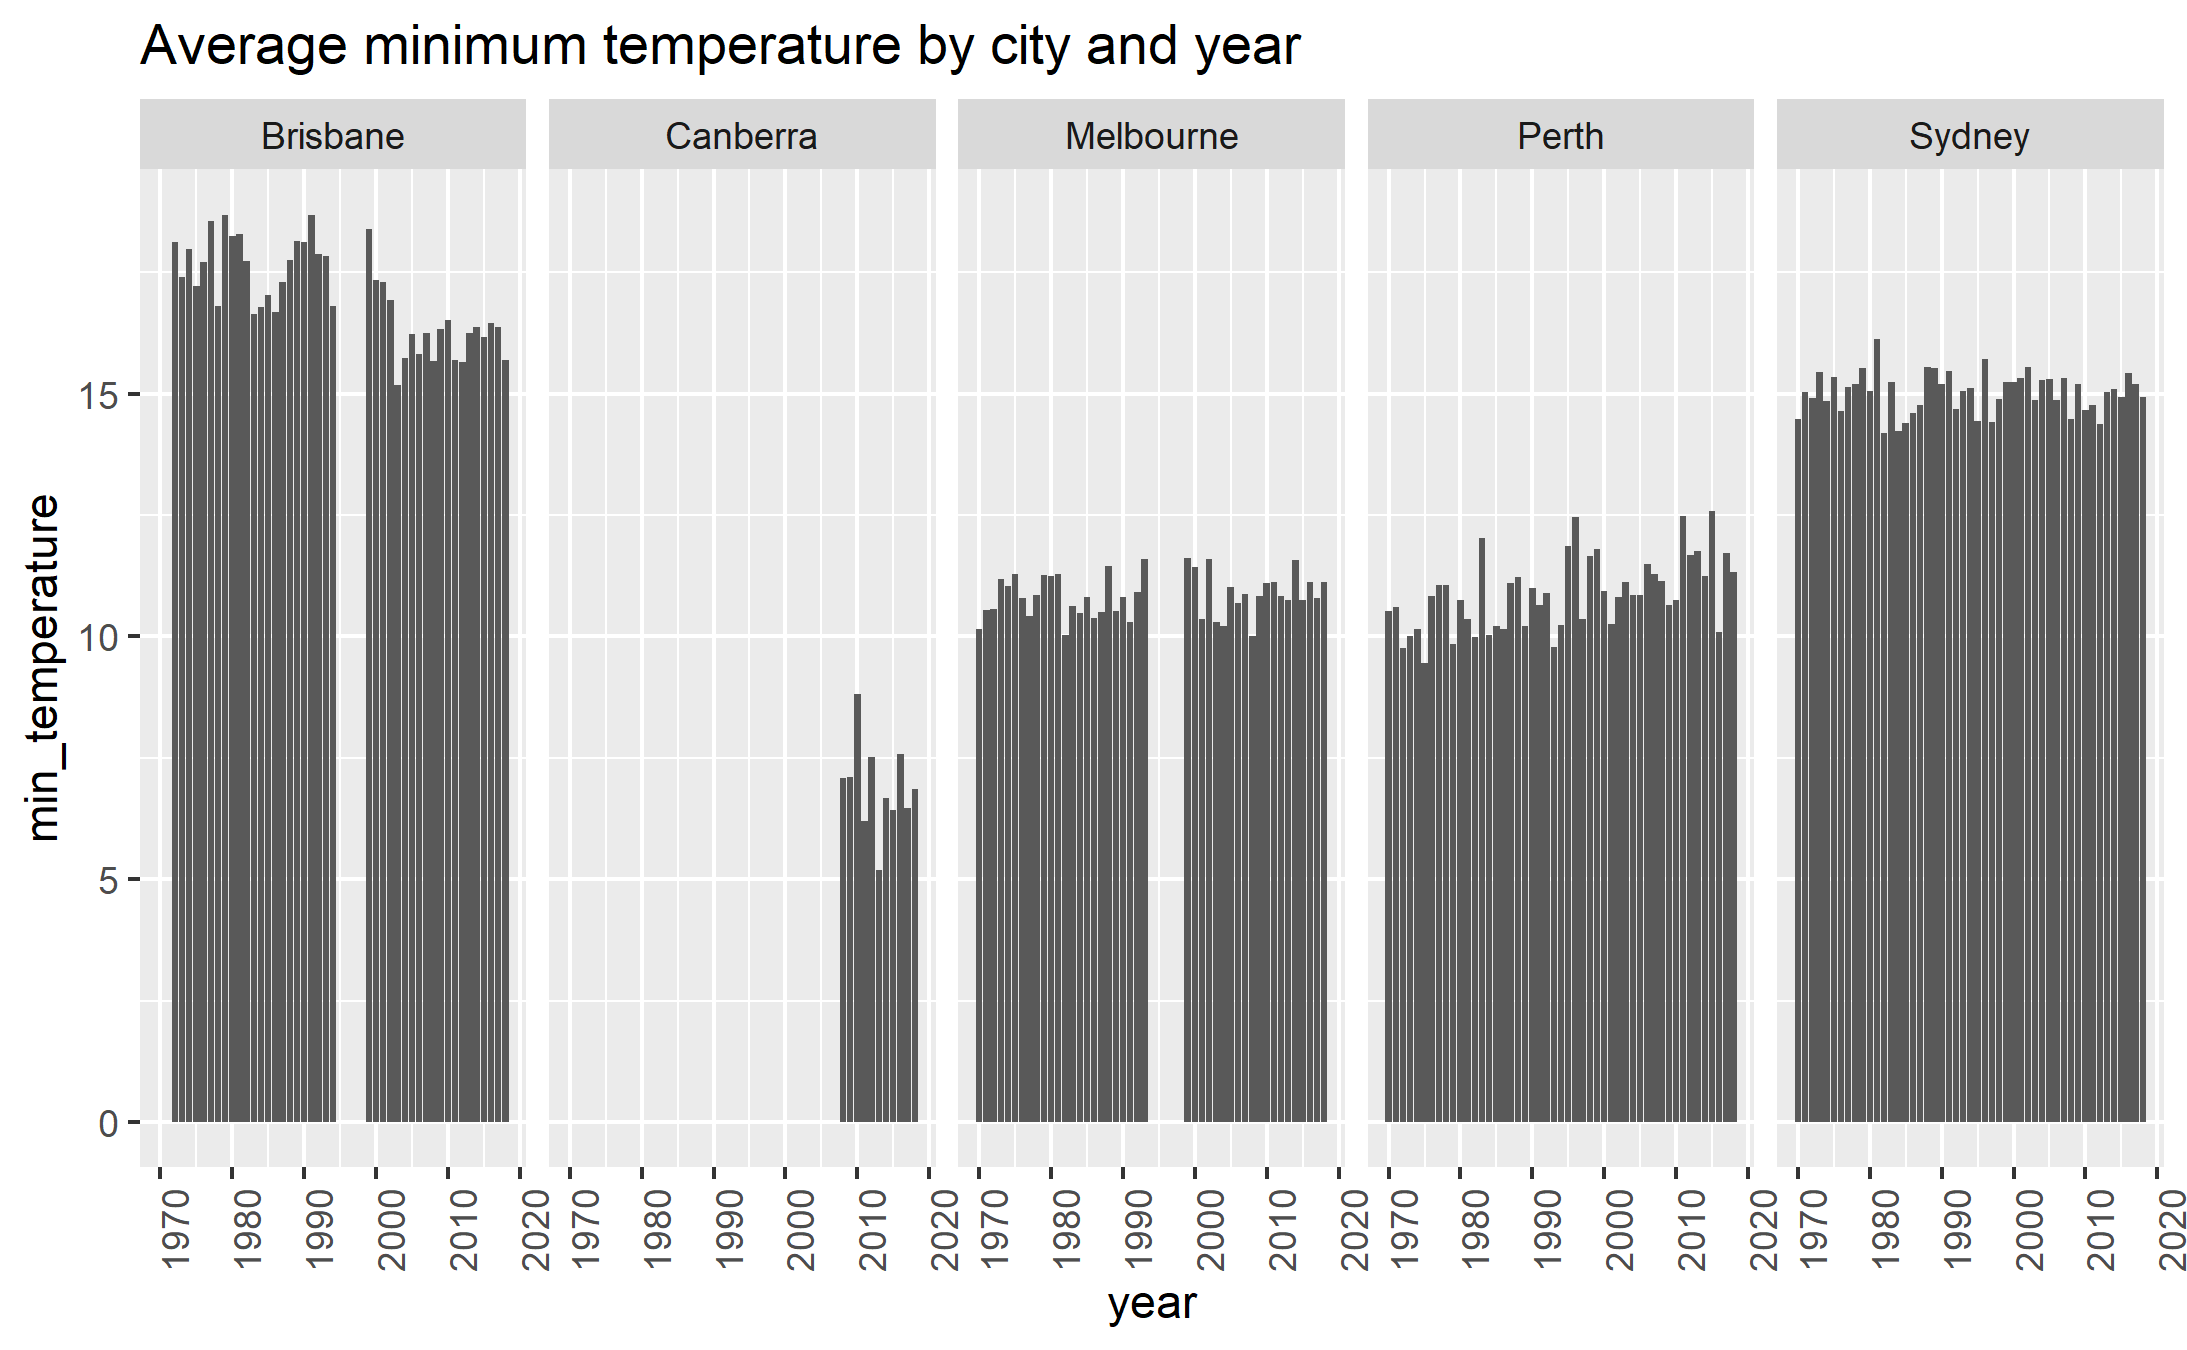 Average minimum temperature by city and year
Brisbane Canberra Melbourne Perth Sydney
min_temperature
15
10
5
0
1970 1980 1990 2000 2010 2020 1970 1980 1990 2000 2010 2020 1970 1980 1990 2000 2010 2020 1970 1980 1990 2000 2010 2020 1970 1980 1990 2000 2010 2020
year